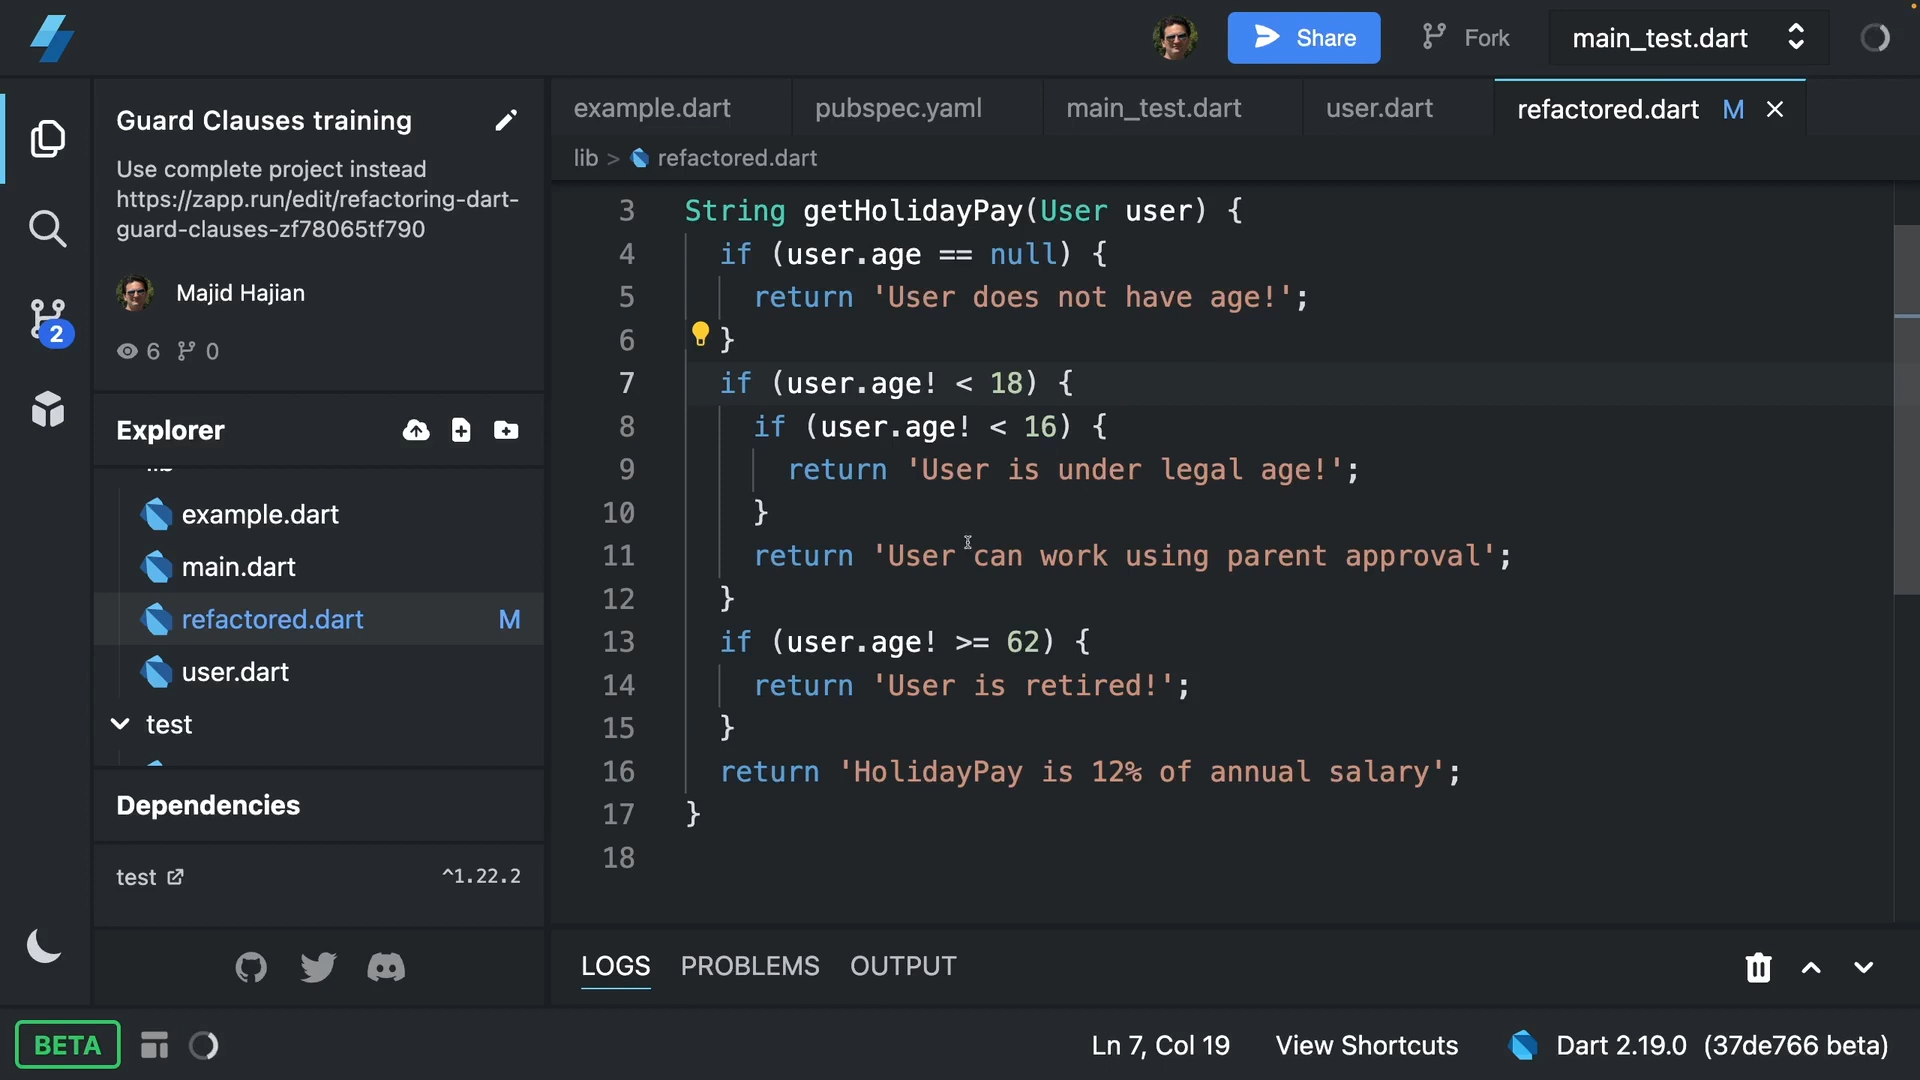 Share
Fork
main_test.dart
Guard Clauses training
Use complete project instead
https://zapp.run/edit/refactoring-dart-
guard-clauses-zf78065tf790
Majid Hajian
6 0
2
Explorer
example.dart
main.dart
refactored.dart M
user.dart
test
Dependencies
test ^1.22.2
example.dart pubspec.yaml main_test.dart user.dart refactored.dart M
lib > refactored.dart
3 String getHolidayPay(User user) {
4 if (user.age == null) {
5 return 'User does not have age!';
6 }
7 if (user.age! < 18) {
8 if (user.age! < 16) {
9 return 'User is under legal age!';
10 }
11 return 'User can work using parent approval';
12 }
13 if (user.age! >= 62) {
14 return 'User is retired!';
15 }
16 return 'HolidayPay is 12% of annual salary';
17 }
18
LOGS PROBLEMS OUTPUT
BETA
Ln 7, Col 19 View Shortcuts Dart 2.19.0 (37de766 beta)